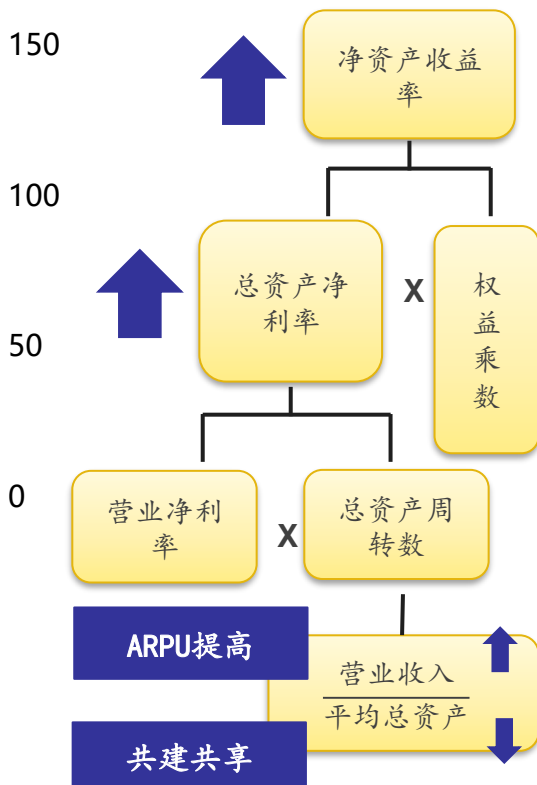 150
净资产收益
率
100
总资产净
利率
X
权
益
乘
数
50
0
营业净利
率
X
总资产周
转数
ARPU提高
营业收入
平均总资产
共建共享